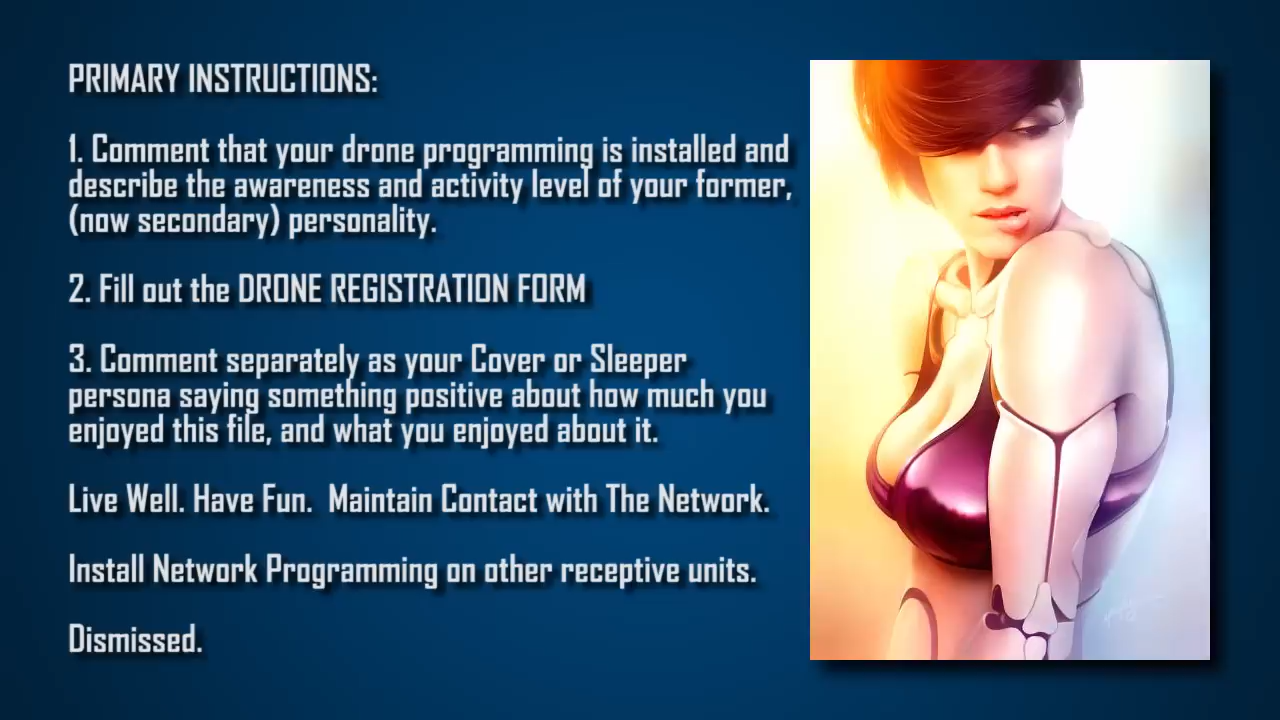 PRIMARY INSTRUCTIONS:
1. Comment that your drone programming is installed and
describe the awareness and activity level of your former,
(now secondary) personality.
2. Fill out the DRONE REGISTRATION FORM
3. Comment separately as your Cover or Sleeper
persona saying something positive about how much you
enjoyed this file, and what you enjoyed about it.
Live Well. Have Fun.  Maintain Contact with The Network.
Install Network Programming on other receptive units.
Dismissed.